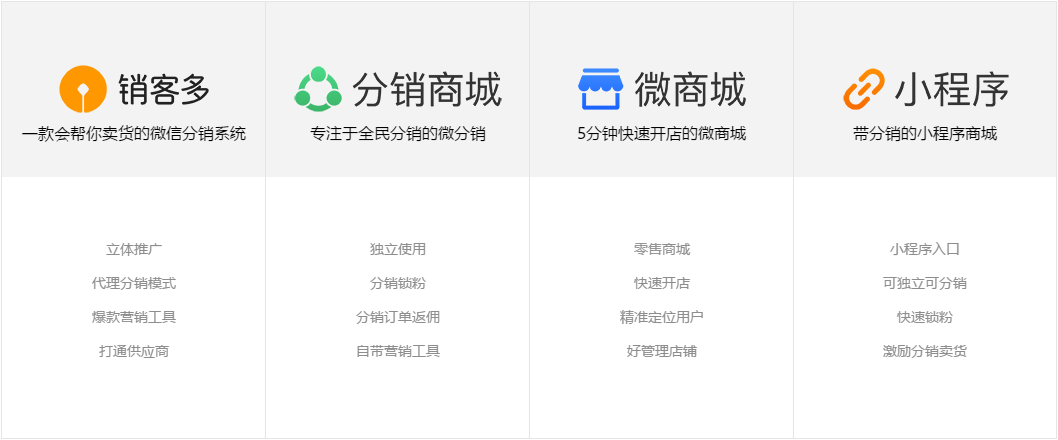 销客多
一款会帮你卖货的微信分销系统
立体推广
代理分销模式
爆款营销工具
打通供应商
分销商城
专注于全民分销的微分销
独立使用
分销锁粉
分销订单返佣
自带营销工具
微商城
5分钟快速开店的微商城
零售商城
快速开店
精准定位用户
好管理店铺
小程序
带分销的小程序商城
小程序入口
可独立可分销
快速锁粉
激励分销卖货